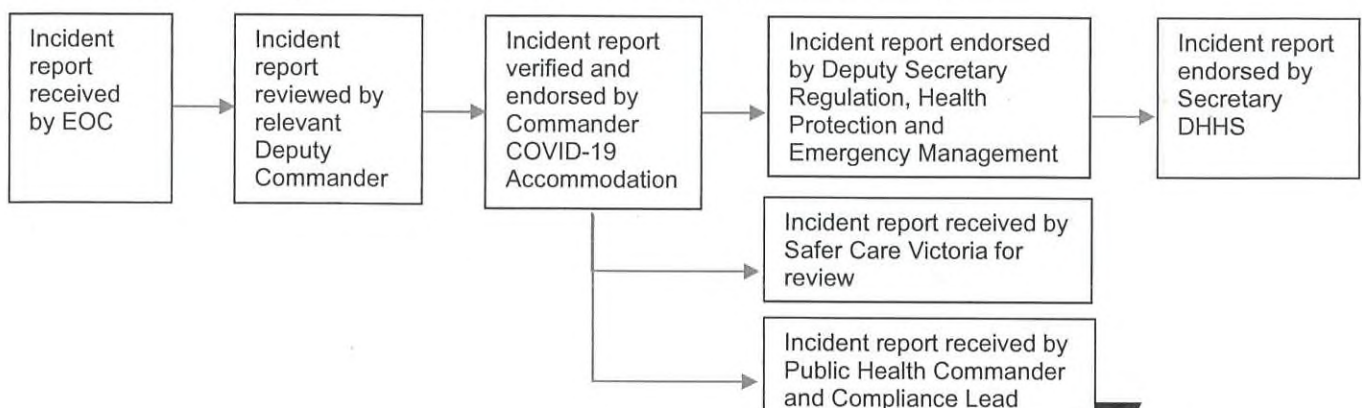 Incident
report
received
by EOC
Incident
report
reviewed by
relevant
Deputy
Commander
Incident report
verified and
endorsed by
Commander
COVID-19
Accommodation
Incident report endorsed
by Deputy Secretary
Regulation, Health
Protection and
Emergency Management
Incident report
endorsed by
Secretary
DHHS
Incident report received by
Safer Care Victoria for
review
Incident report received by
Public Health Commander
and Compliance Lead